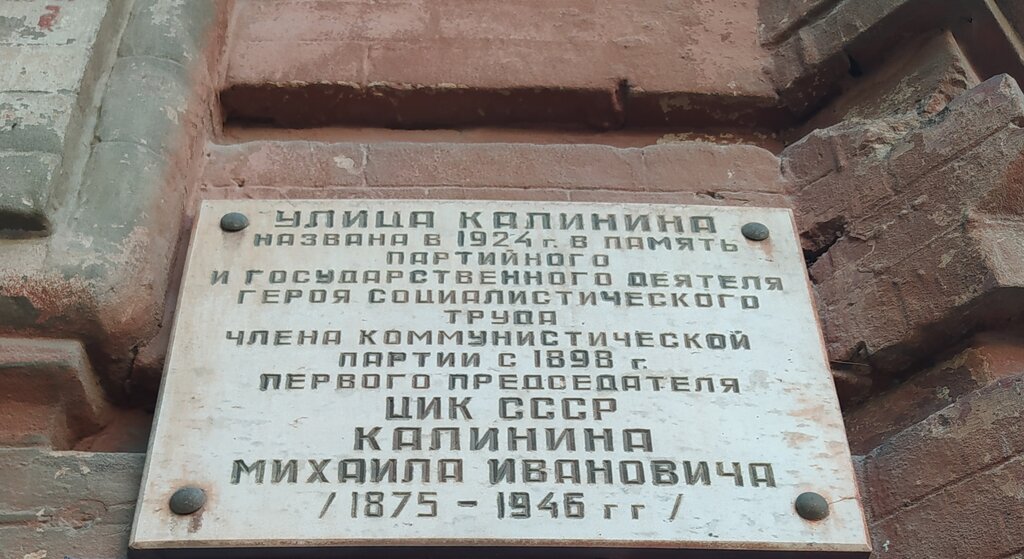 УЛИЦА КАЛИНИНА
НАЗВАНА В 1924 г. В ПАМЯТЬ
ПАРТИЙНОГО
И ГОСУДАРСТВЕННОГО ДЕЯТЕЛЯ
ГЕРОЯ СОЦИАЛИСТИЧЕСКОГО
ТРУДА
ЧЛЕНА КОММУНИСТИЧЕСКОЙ
ПАРТИИ С 1898 г.
ПЕРВОГО ПРЕДСЕДАТЕЛЯ
ЦИК СССР
КАЛИНИНА
МИХАИЛА ИВАНОВИЧА
/1875 - 1946 гг/